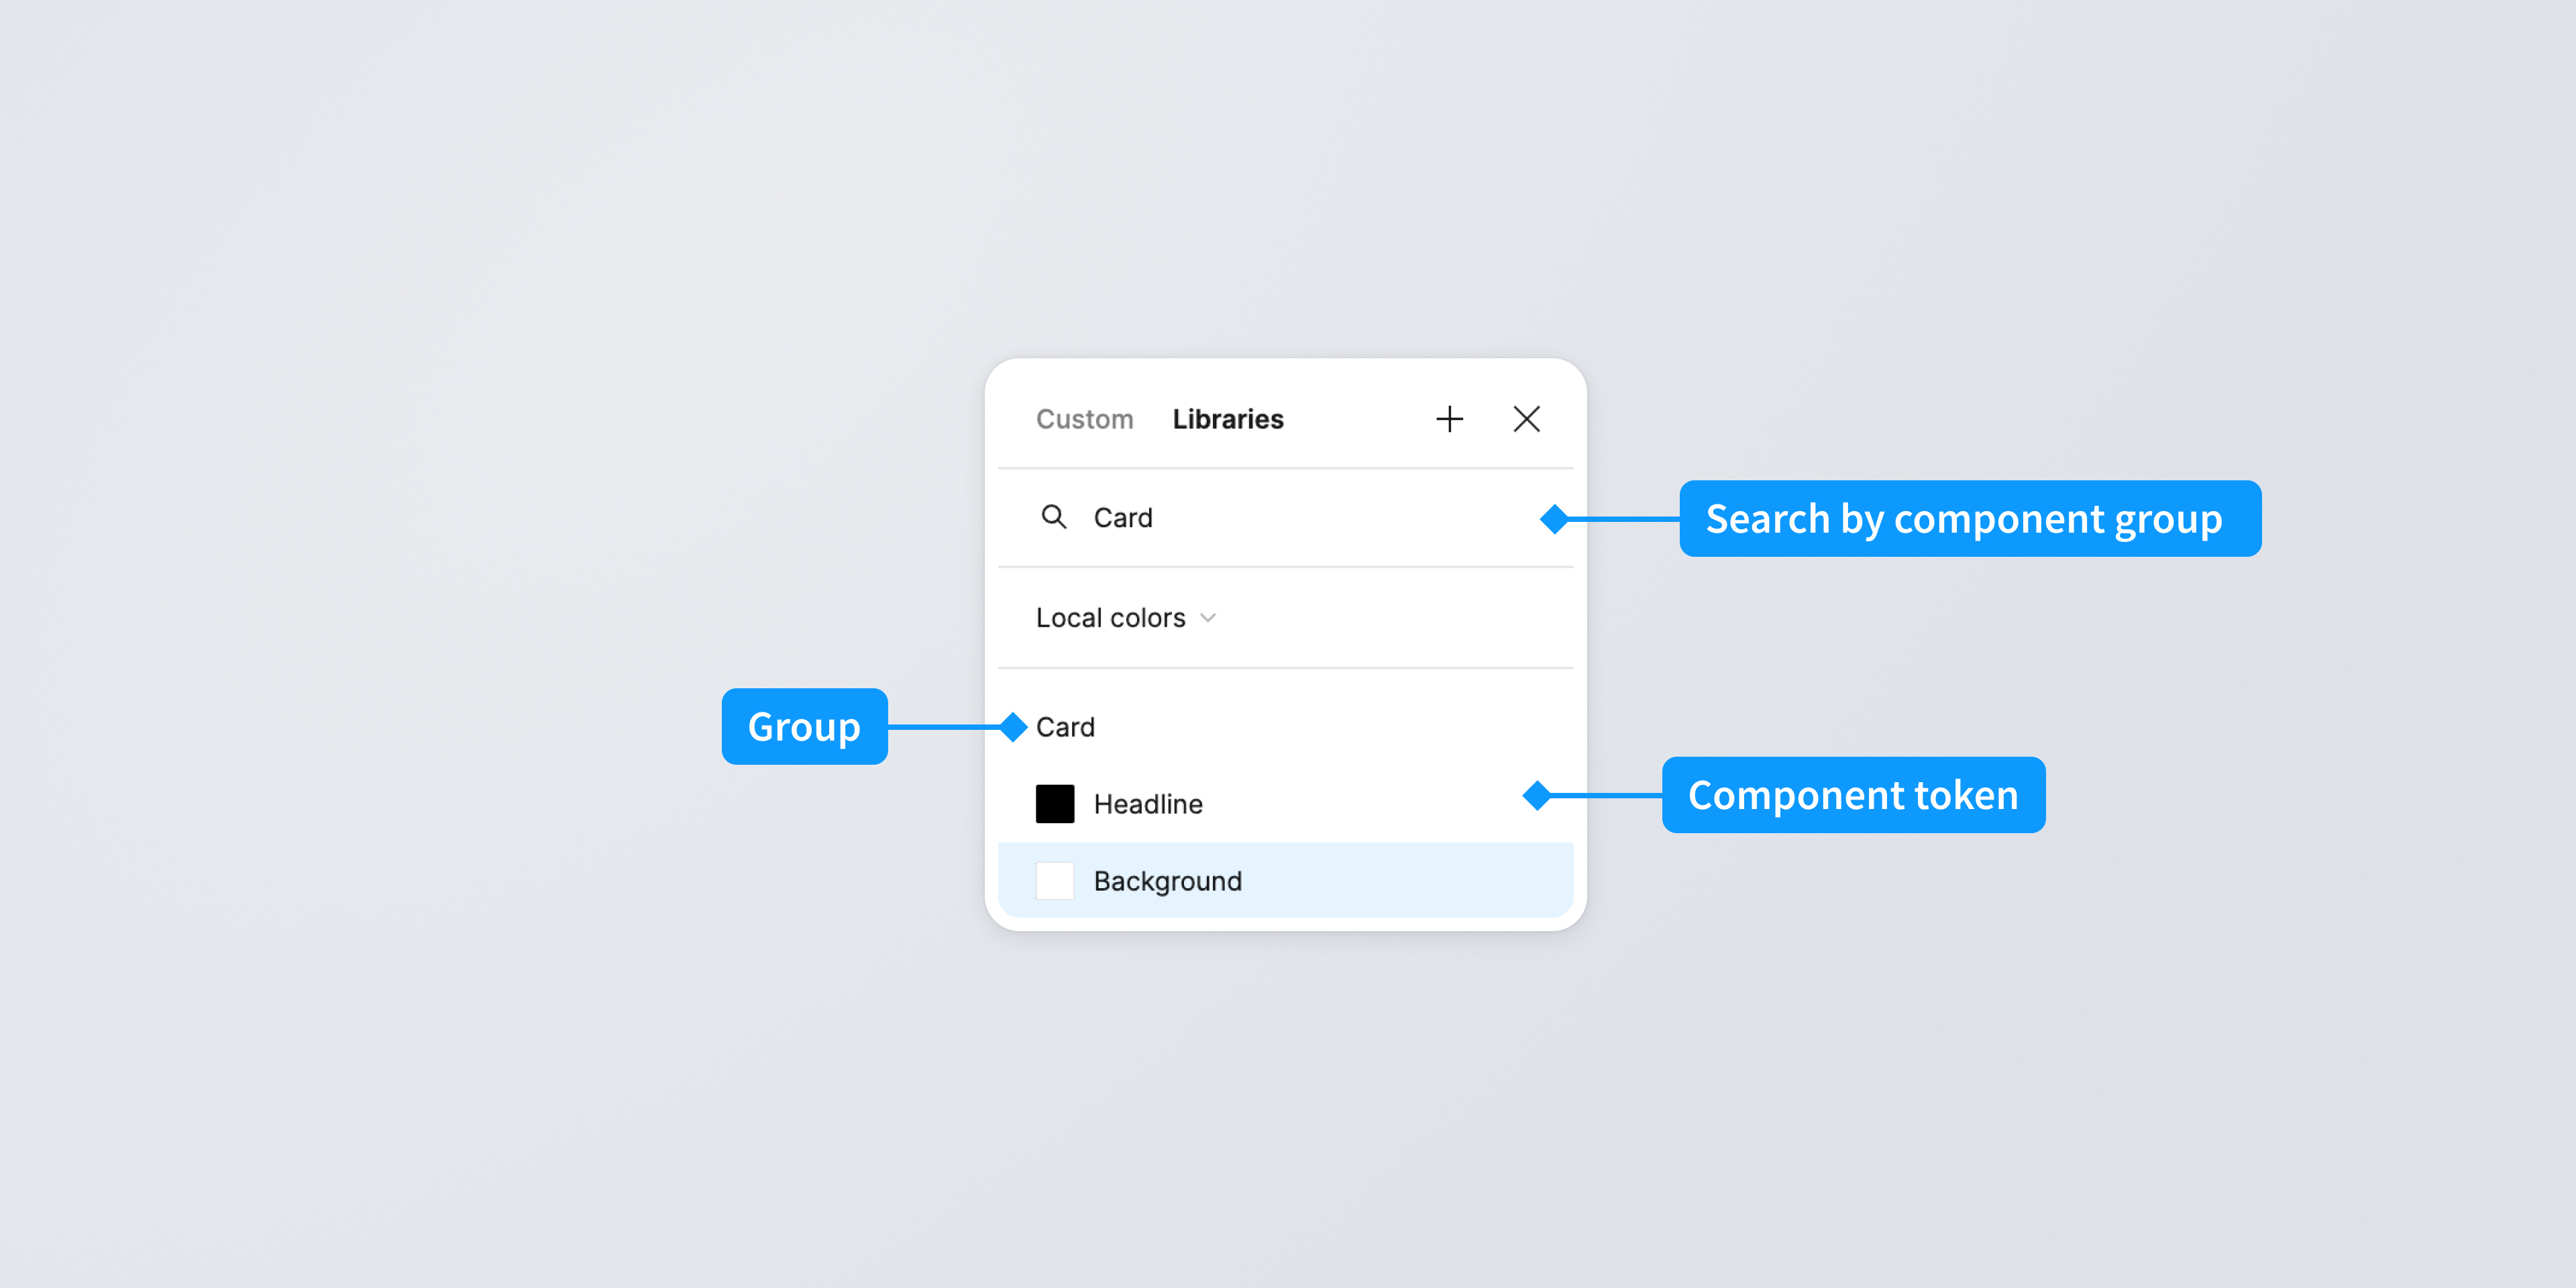 Custom Libraries
Card
Search by component group
Local colors
Group
Card
Headline
Component token
Background